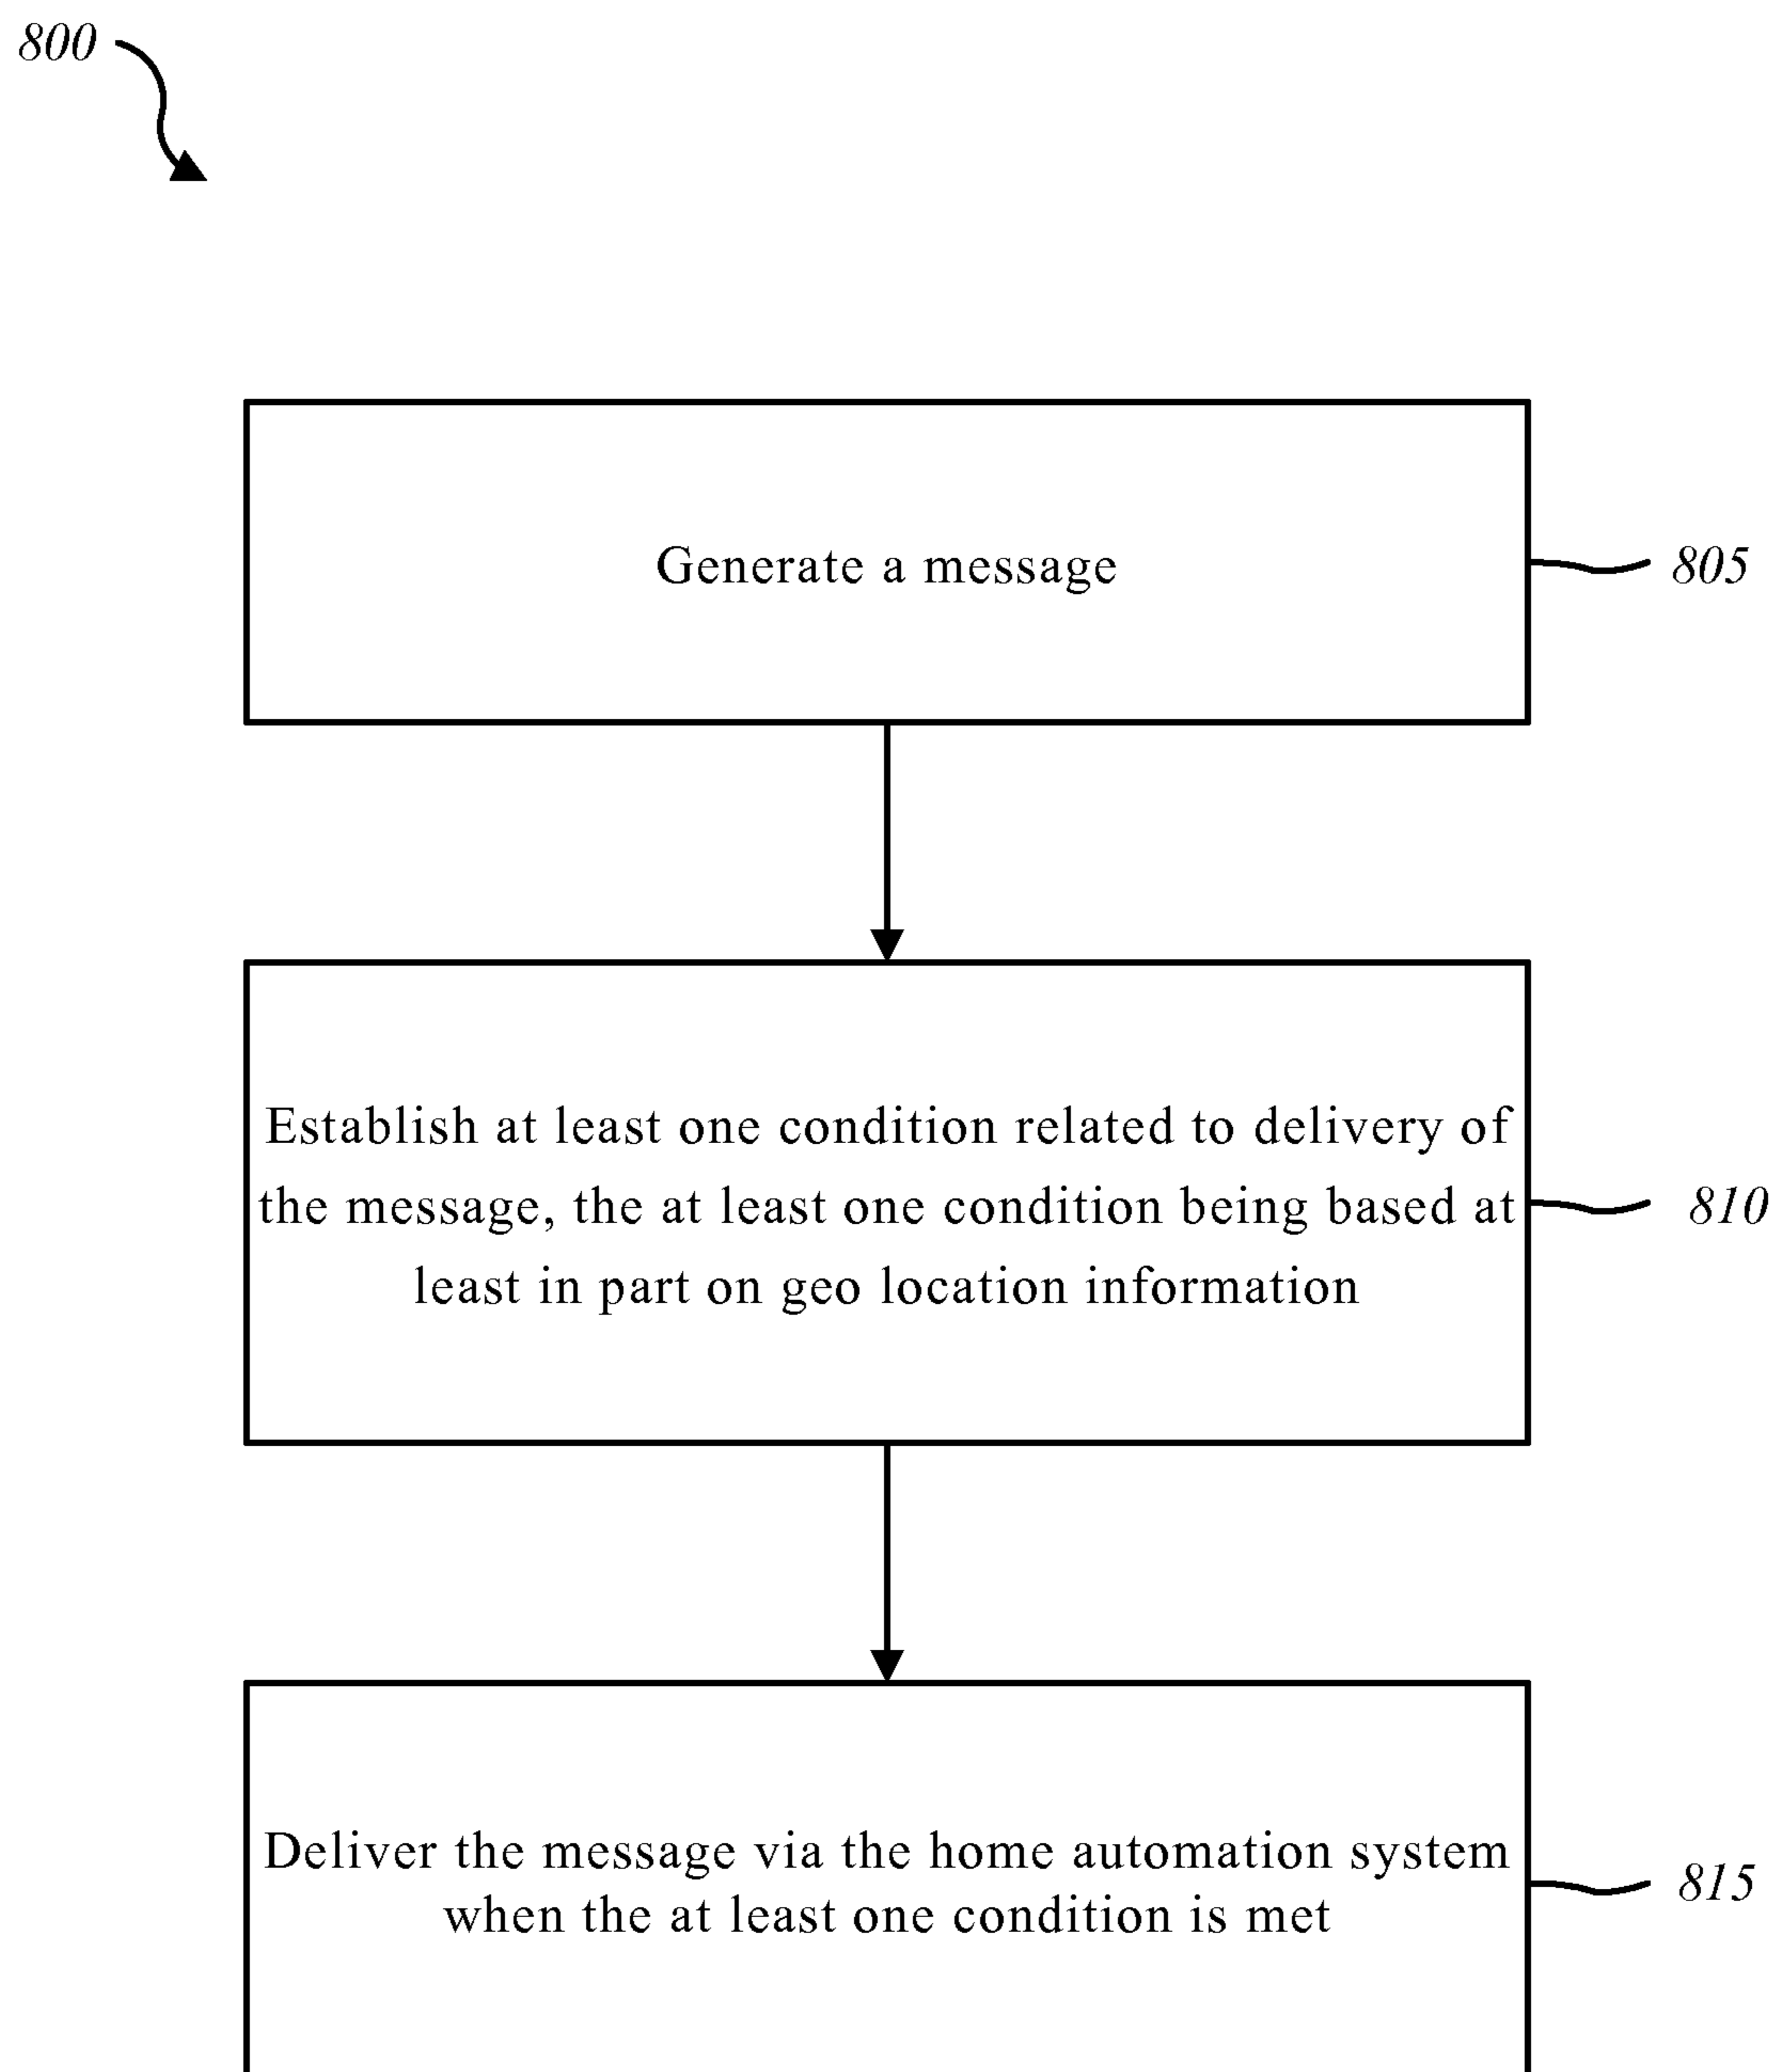 800
Generate a message
805
Establish at least one condition related to delivery of
the message, the at least one condition being based at
least in part on geo location information
810
Deliver the message via the home automation system
when the at least one condition is met
815